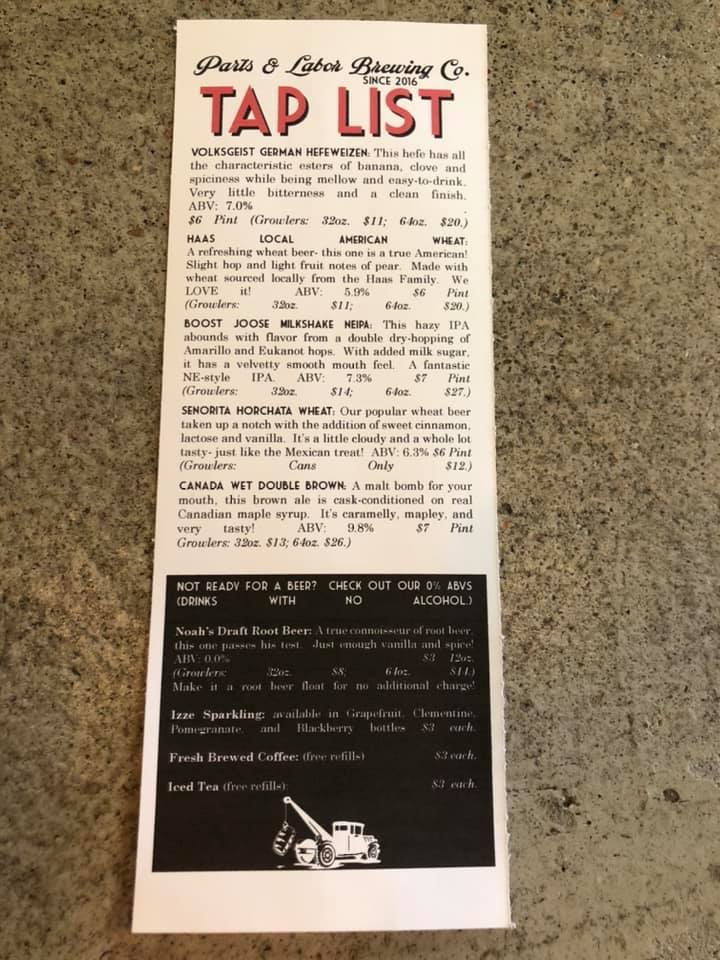 Parts & Labor Brewing Co.
SINCE 2016
TAP LIST
VOLKSGEIST GERMAN HEFEWEIZEN: This hefe has all
the characteristic esters of banana, clove and
spiciness while being mellow and easy-to-drink.
Very little bitterness and a clean finish.
ABV: 7.0%
$6 Pint (Growlers: 32oz. $11; 64oz. $20.)
HAAS LOCAL AMERICAN WHEAT:
A refreshing wheat beer- this one is a true American!
Slight hop and light fruit notes of pear. Made with
wheat sourced locally from the Haas Family. We
LOVE it! ABV: 5.9% $6 Pint
(Growlers: 32oz. $11; 64oz. $20.)
BOOST JOOSE MILKSHAKE NEIPA: This hazy IPA
abounds with flavor from a double dry-hopping of
Amarillo and Eukanot hops. With added milk sugar,
it has a velvetty smooth mouth feel. A fantastic
NE-style IPA. ABV: 7.3% $7 Pint
(Growlers: 32oz. $14; 64oz. $27.)
SENORITA HORCHATA WHEAT: Our popular wheat beer
taken up a notch with the addition of sweet cinnamon,
lactose and vanilla. It's a little cloudy and a whole lot
tasty- just like the Mexican treat! ABV: 6.3% $6 Pint
(Growlers: Cans Only $12.)
CANADA WET DOUBLE BROWN: A malt bomb for your
mouth, this brown ale is cask-conditioned on real
Canadian maple syrup. It's caramelly, mapley, and
very tasty! ABV: 9.8% $7 Pint
Growlers: 32oz. $13; 64oz. $26.)
NOT READY FOR A BEER? CHECK OUT OUR 0% ABVS
(DRINKS WITH NO ALCOHOL.)
Noah's Draft Root Beer: A true connoisseur of root beer,
this one passes his test. Just enough vanilla and spice!
ABV: 0.0% $3 12oz.
(Growlers: 32oz. $8; 64oz. $14.)
Make it a root beer float for no additional charge!
Izze Sparkling: available in Grapefruit, Clementine,
Pomegranate, and Blackberry bottles $3 each.
Fresh Brewed Coffee: (free refills) $3 each.
Iced Tea (free refills): $3 each.